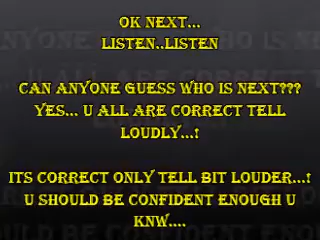 OK NEXT...
LISTEN..LISTEN
CAN ANYONE GUESS WHO IS NEXT???
YES... U ALL ARE CORRECT TELL
LOUDLY...!
ITS CORRECT ONLY TELL BIT LOUDER...!
U SHOULD BE CONFIDENT ENOUGH U
KNW....